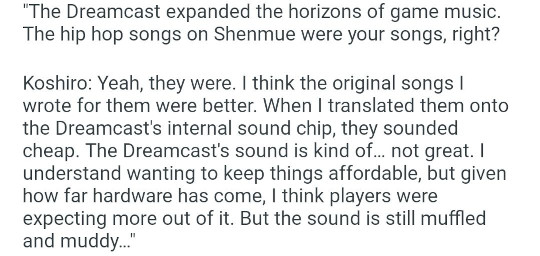 "The Dreamcast expanded the horizons of game music.
The hip hop songs on Shenmue were your songs, right?
Koshiro: Yeah, they were. I think the original songs I
wrote for them were better. When I translated them onto
the Dreamcast's internal sound chip, they sounded
cheap. The Dreamcast's sound is kind of... not great. I
understand wanting to keep things affordable, but given
how far hardware has come, I think players were
expecting more out of it. But the sound is still muffled
and muddy..."